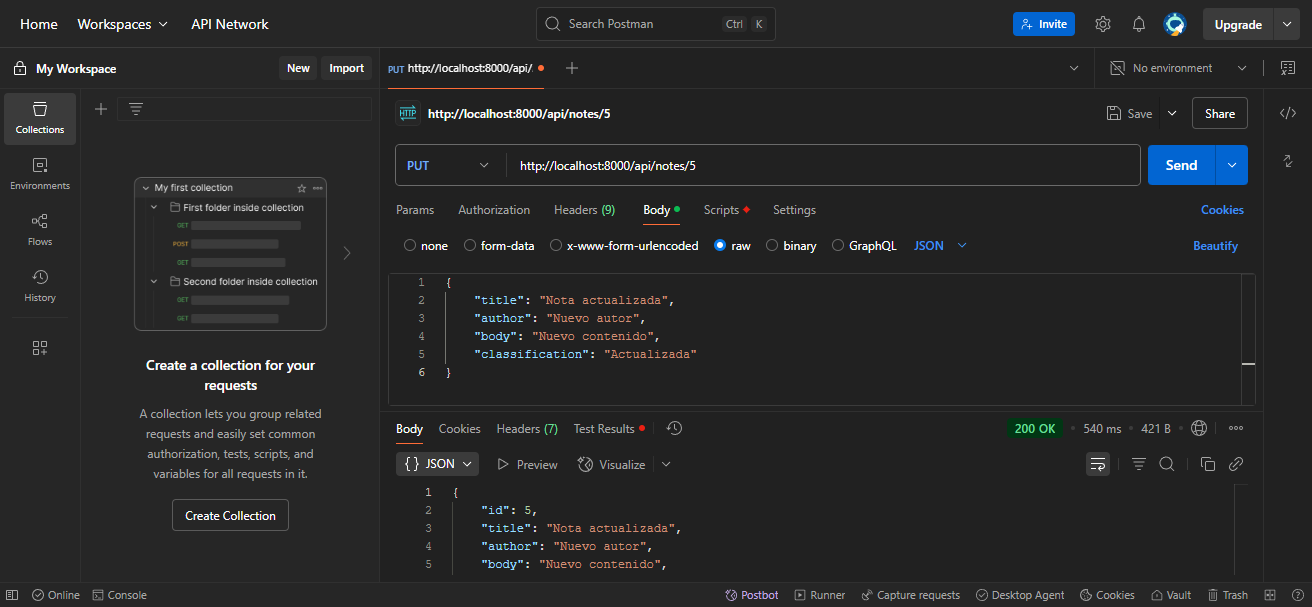 Home Workspaces API Network Search Postman Ctrl K Invite Upgrade
My Workspace New Import PUT http://localhost:8000/api/ No environment
Collections
Environments
Flows
History
My first collection
First folder inside collection
GET
POST
GET
Second folder inside collection
GET
GET
Create a collection for your
requests
A collection lets you group related
requests and easily set common
authorization, tests, scripts, and
variables for all requests in it.
Create Collection
HTTP http://localhost:8000/api/notes/5 Save Share
PUT http://localhost:8000/api/notes/5 Send
Params Authorization Headers (9) Body Scripts Settings Cookies
none form-data x-www-form-urlencoded raw binary GraphQL JSON Beautify
1 {
2 "title": "Nota actualizada",
3 "author": "Nuevo autor",
4 "body": "Nuevo contenido",
5 "classification": "Actualizada"
6 }
Body Cookies Headers (7) Test Results 200 OK • 540 ms • 421 B •
{} JSON Preview Visualize
1 {
2 "id": 5,
3 "title": "Nota actualizada",
4 "author": "Nuevo autor",
5 "body": "Nuevo contenido",
Online Console Postbot Runner Capture requests Desktop Agent Cookies Vault Trash